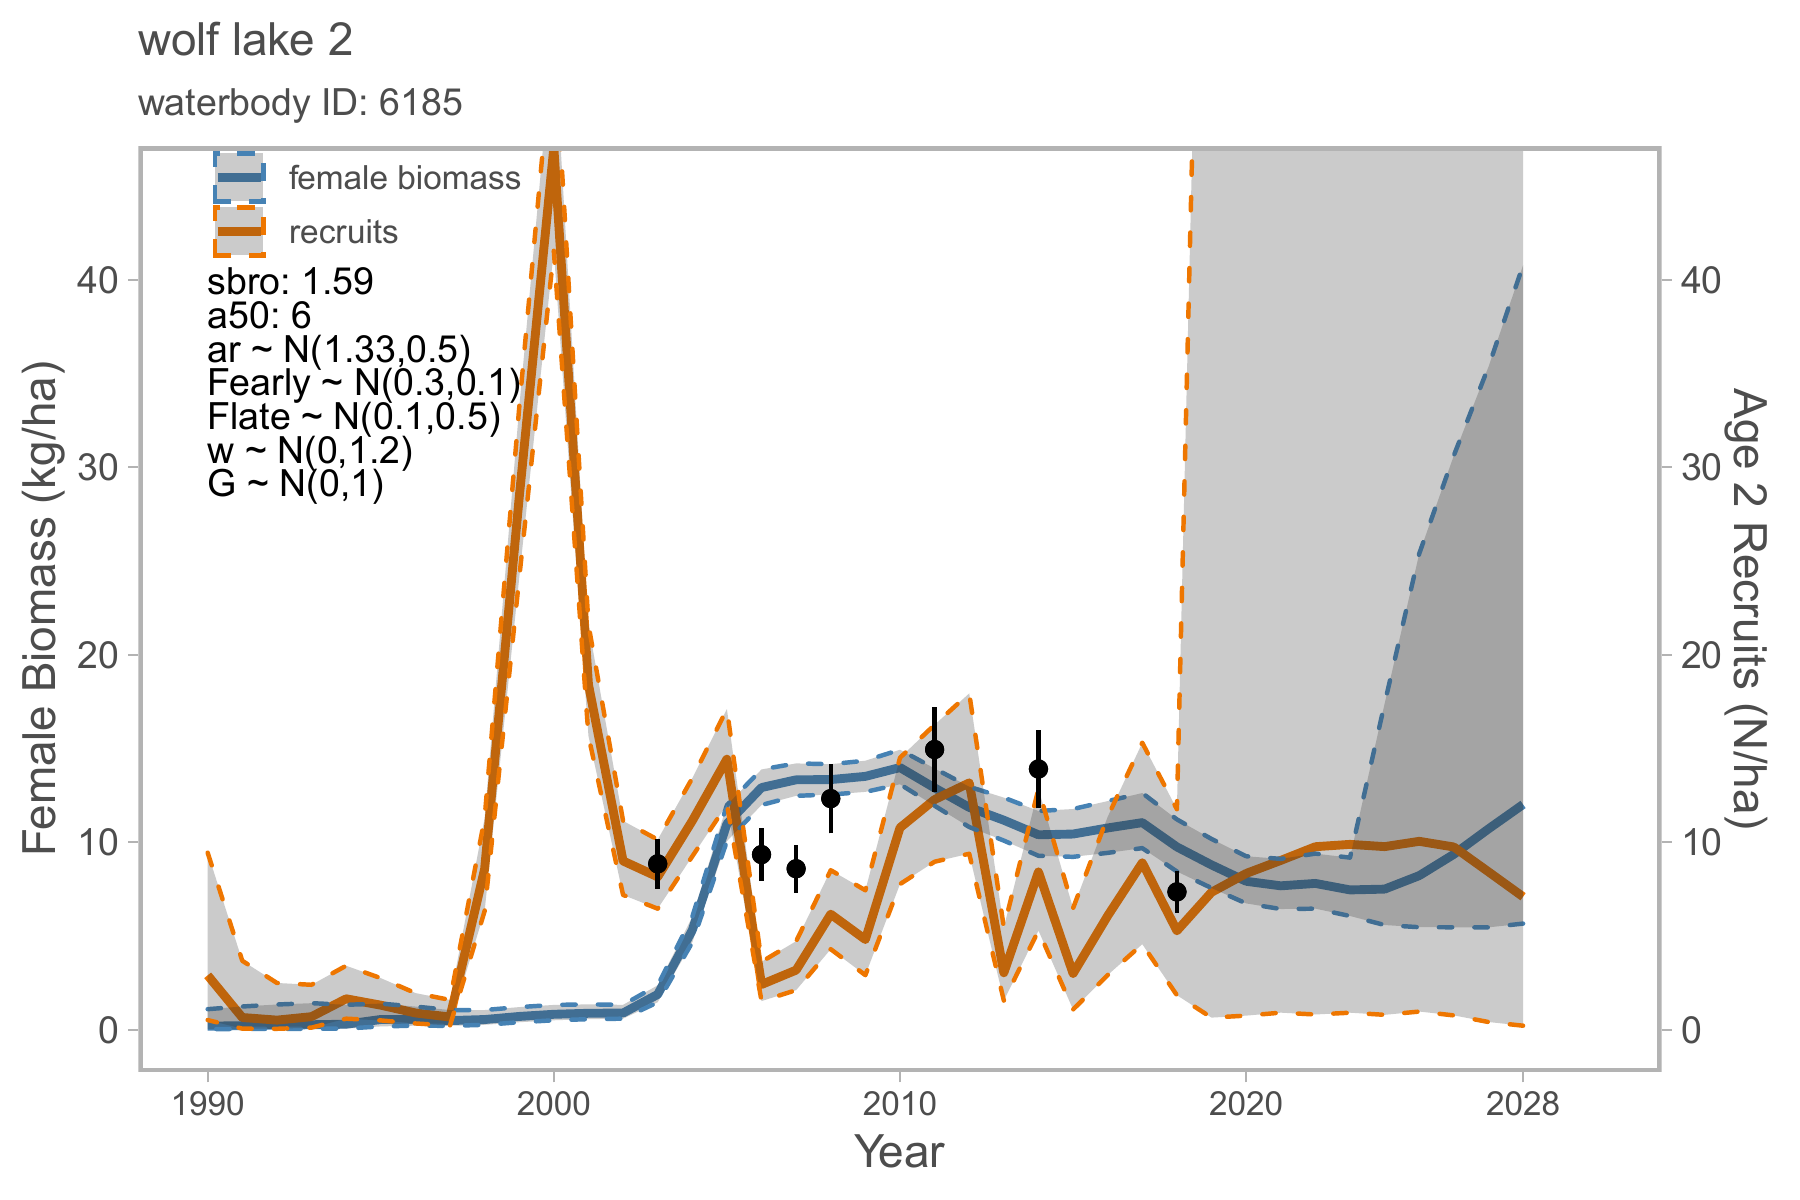 wolf lake 2
waterbody ID: 6185
female biomass
recruits
sbro: 1.59
a50: 6
ar ~ N(1.33,0.5)
Fearly ~ N(0.3,0.1)
Flate ~ N(0.1,0.5)
w ~ N(0,1.2)
G ~ N(0,1)
Female Biomass (kg/ha)
40
30
20
10
0
Age 2 Recruits (N/ha)
40
30
20
10
0
1990 2000 2010 2020 2028
Year